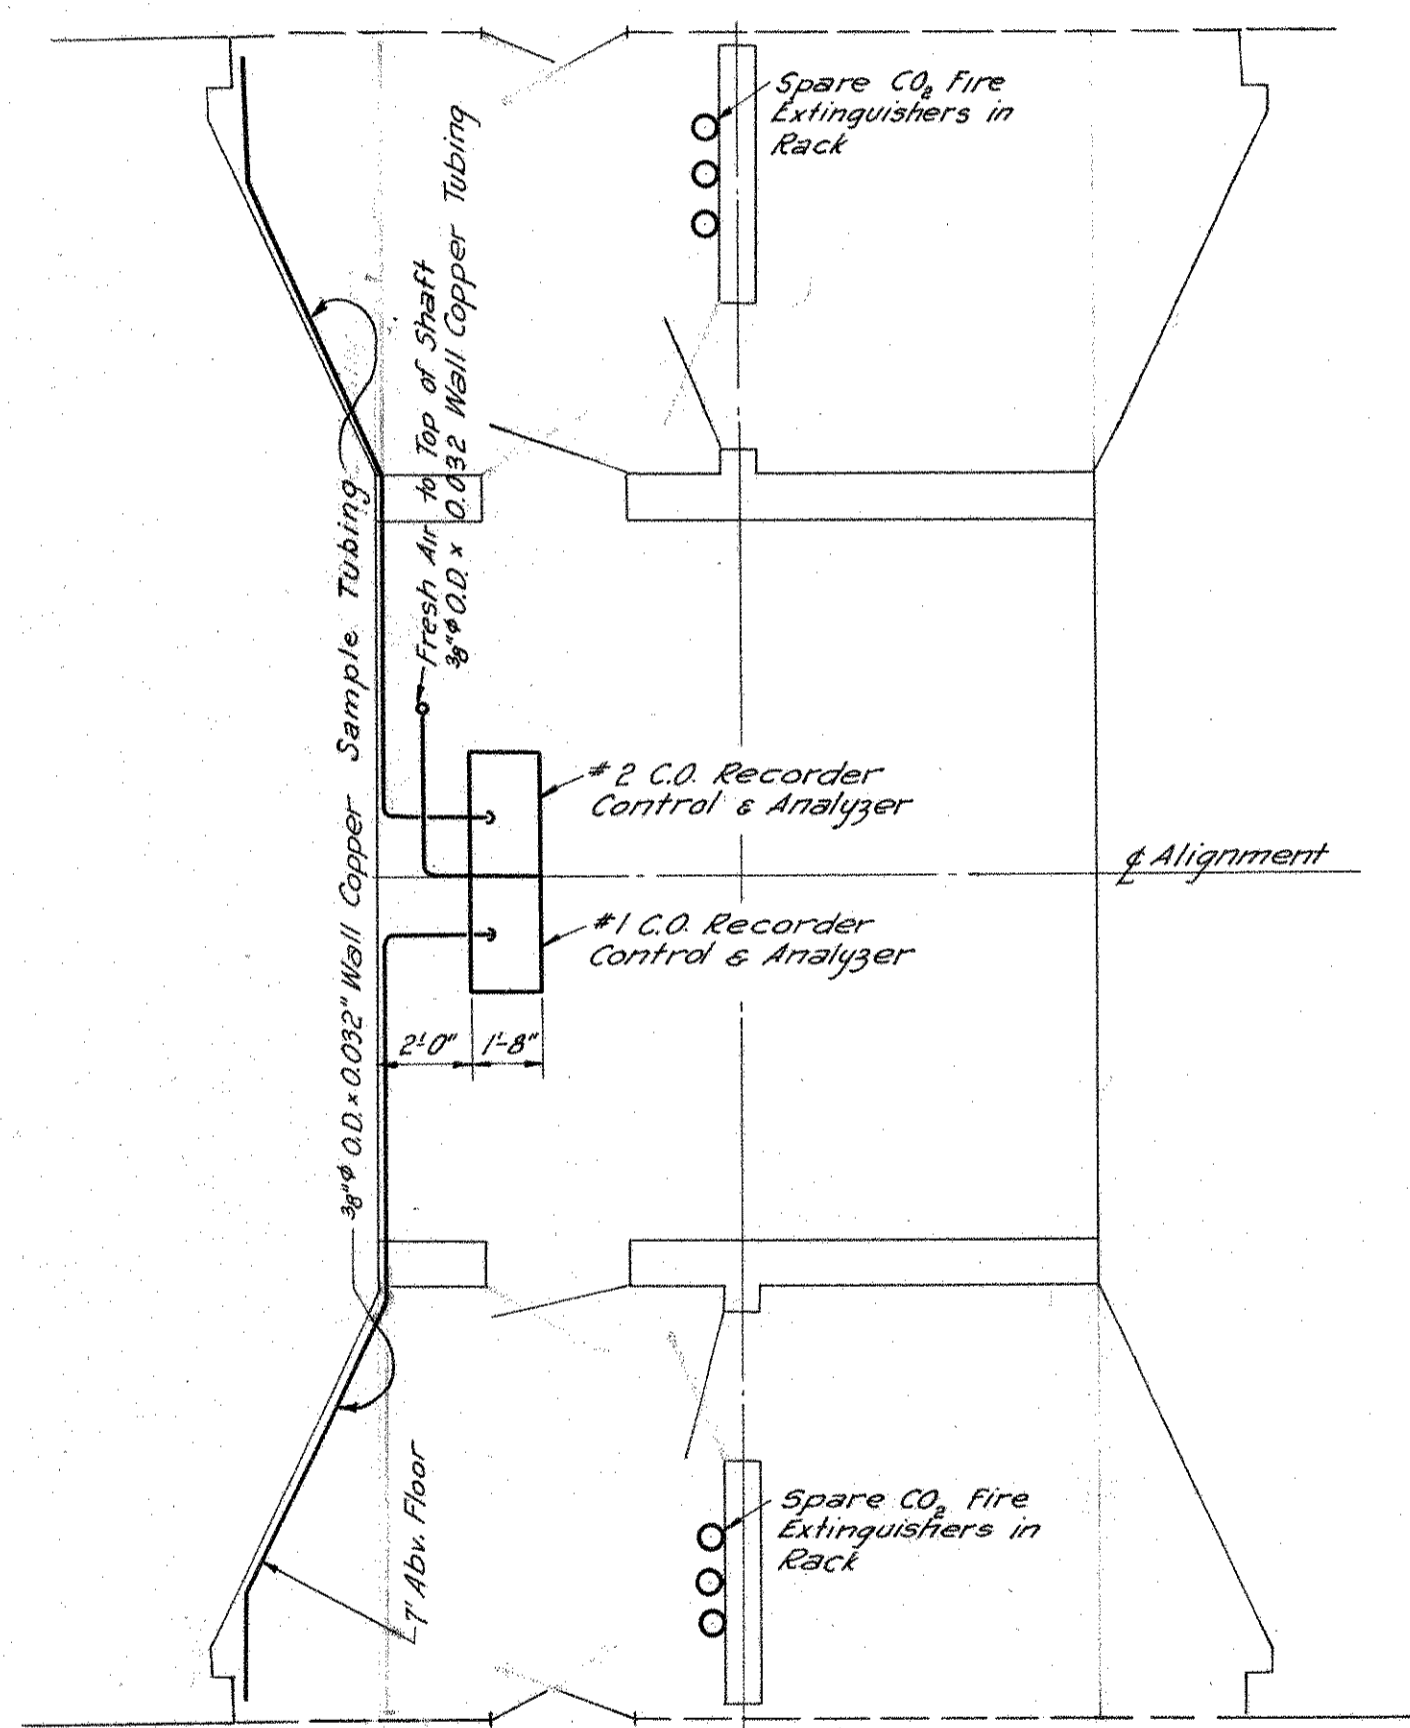 Spare CO₂ Fire
Extinguishers in
Rack
Fresh Air to Top of Shaft
3/8"φ O.D. x 0.032 Wall Copper Tubing
3/8"φ O.D. x 0.032" Wall Copper Sample Tubing
#2 C.O. Recorder
Control & Analyzer
℄ Alignment
#1 C.O. Recorder
Control & Analyzer
2'-0" 1'-8"
7' Abv. Floor
Spare CO₂ Fire
Extinguishers in
Rack